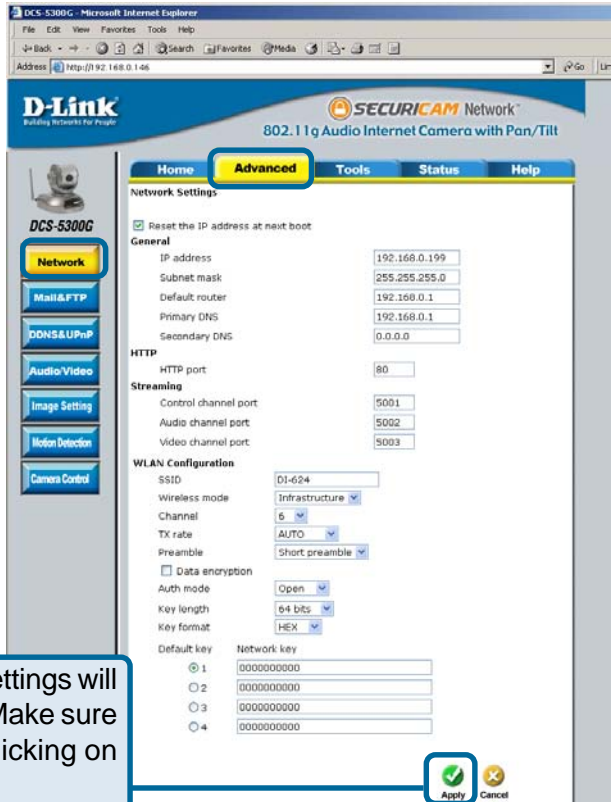 DCS-5300G - Microsoft Internet Explorer
File Edit View Favorites Tools Help
Back Search Favorites Media
Address http://192.168.0.146 Go
D-Link
Building Networks for People
SECURICAM Network™
802.11g Audio Internet Camera with Pan/Tilt
DCS-5300G
Network
Mail&FTP
DDNS&UPnP
Audio/Video
Image Setting
Motion Detection
Camera Control
Home Advanced Tools Status Help
Network Settings
Reset the IP address at next boot
General
IP address 192.168.0.199
Subnet mask 255.255.255.0
Default router 192.168.0.1
Primary DNS 192.168.0.1
Secondary DNS 0.0.0.0
HTTP
HTTP port 80
Streaming
Control channel port 5001
Audio channel port 5002
Video channel port 5003
WLAN Configuration
SSID DI-624
Wireless mode Infrastructure
Channel 6
TX rate AUTO
Preamble Short preamble
Data encryption
Auth mode Open
Key length 64 bits
Key format HEX
Default key Network key
1 0000000000
2 0000000000
3 0000000000
4 0000000000
ettings will
Make sure
licking on
Apply Cancel